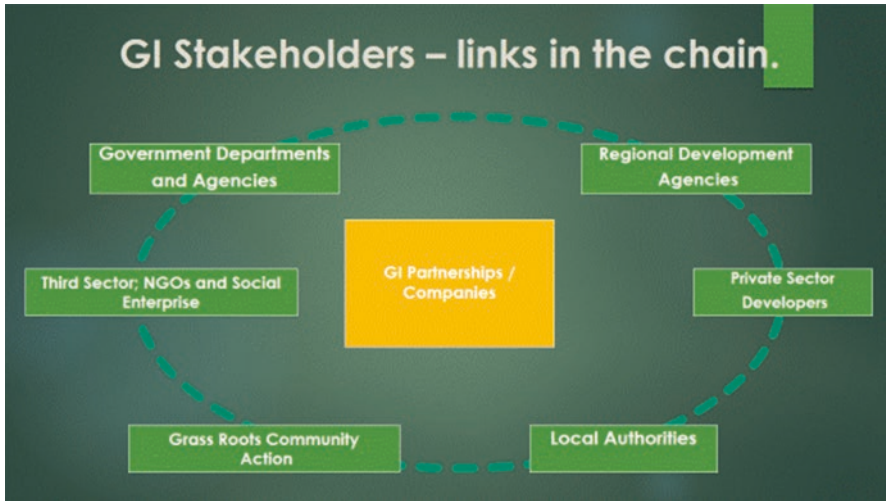 GI Stakeholders – links in the chain.
Government Departments
and Agencies
Regional Development
Agencies
Third Sector; NGOs and Social
Enterprise
GI Partnerships /
Companies
Private Sector
Developers
Grass Roots Community
Action
Local Authorities